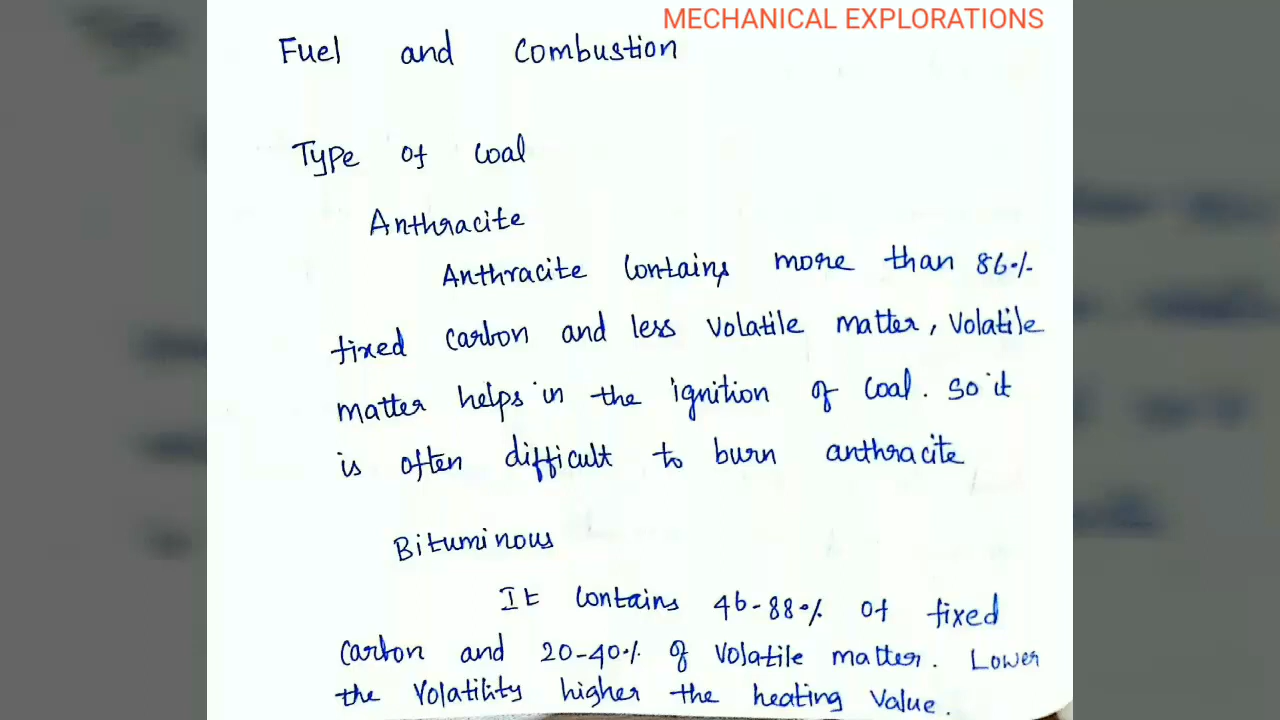 MECHANICAL EXPLORATIONS
Fuel and Combustion
Type of Coal
Anthracite
Anthracite Contains more than 86%
fixed carbon and less volatile matter, Volatile
matter helps in the ignition of Coal. So it
is often difficult to burn anthracite
Bituminous
It Contains 46-88% of fixed
Carbon and 20-40% of volatile matter. Lower
the Volatility higher the heating Value.